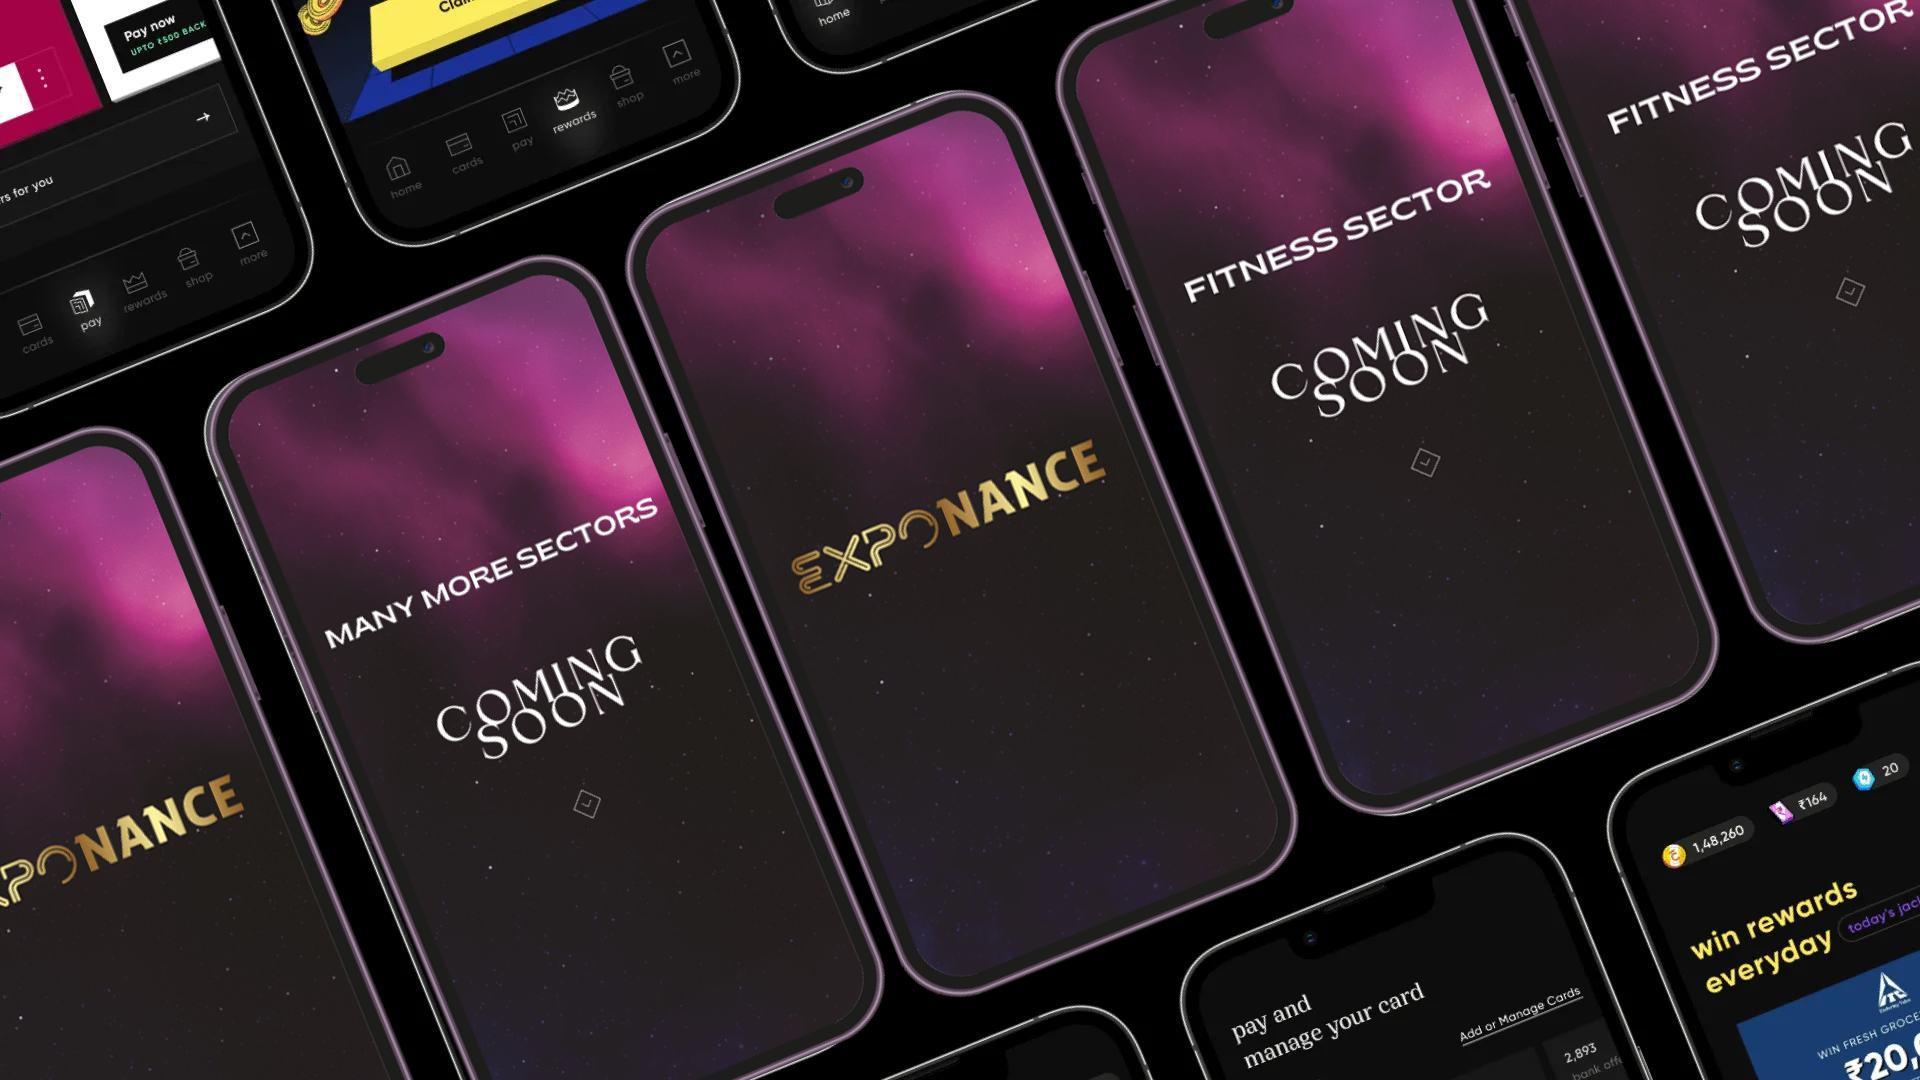 Pay now
UPTO ₹500 BACK
rs for you
cards
pay
rewards
shop
more
home
cards
pay
rewards
shop
more
home
MANY MORE SECTORS
COMING
SOON
EXPONANCE
FITNESS SECTOR
COMING
SOON
FITNESS SECTOR
COMING
SOON
PONANCE
pay and
manage your card
Add or Manage Cards
2,893
bank offe
1,48,260
₹164
20
win rewards
everyday
today's jac
ITC
WIN FRESH GROCE
₹20,